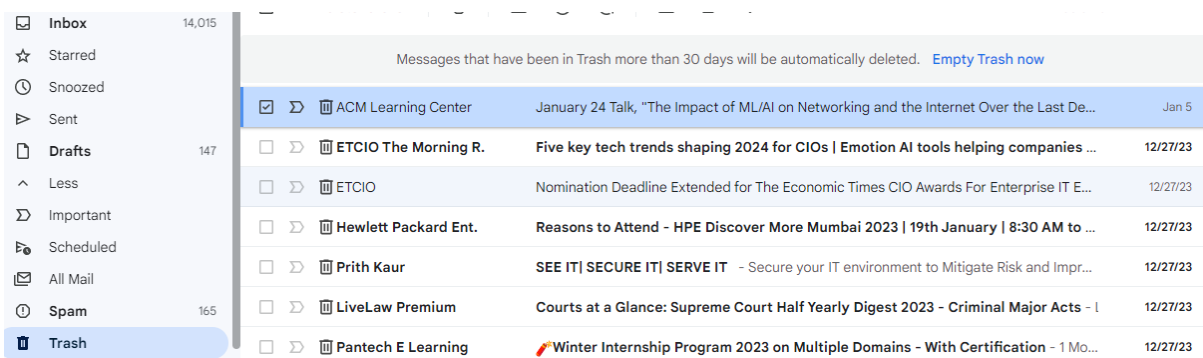 Inbox 14,015
Starred
Snoozed
Sent
Drafts 147
Less
Important
Scheduled
All Mail
Spam 165
Trash
Messages that have been in Trash more than 30 days will be automatically deleted. Empty Trash now
ACM Learning Center January 24 Talk, "The Impact of ML/AI on Networking and the Internet Over the Last De... Jan 5
ETCIO The Morning R. Five key tech trends shaping 2024 for CIOs | Emotion AI tools helping companies ... 12/27/23
ETCIO Nomination Deadline Extended for The Economic Times CIO Awards For Enterprise IT E... 12/27/23
Hewlett Packard Ent. Reasons to Attend - HPE Discover More Mumbai 2023 | 19th January | 8:30 AM to ... 12/27/23
Prith Kaur SEE IT| SECURE IT| SERVE IT - Secure your IT environment to Mitigate Risk and Impr... 12/27/23
LiveLaw Premium Courts at a Glance: Supreme Court Half Yearly Digest 2023 - Criminal Major Acts - 12/27/23
Pantech E Learning 🧨Winter Internship Program 2023 on Multiple Domains - With Certification - 1 Mo... 12/27/23